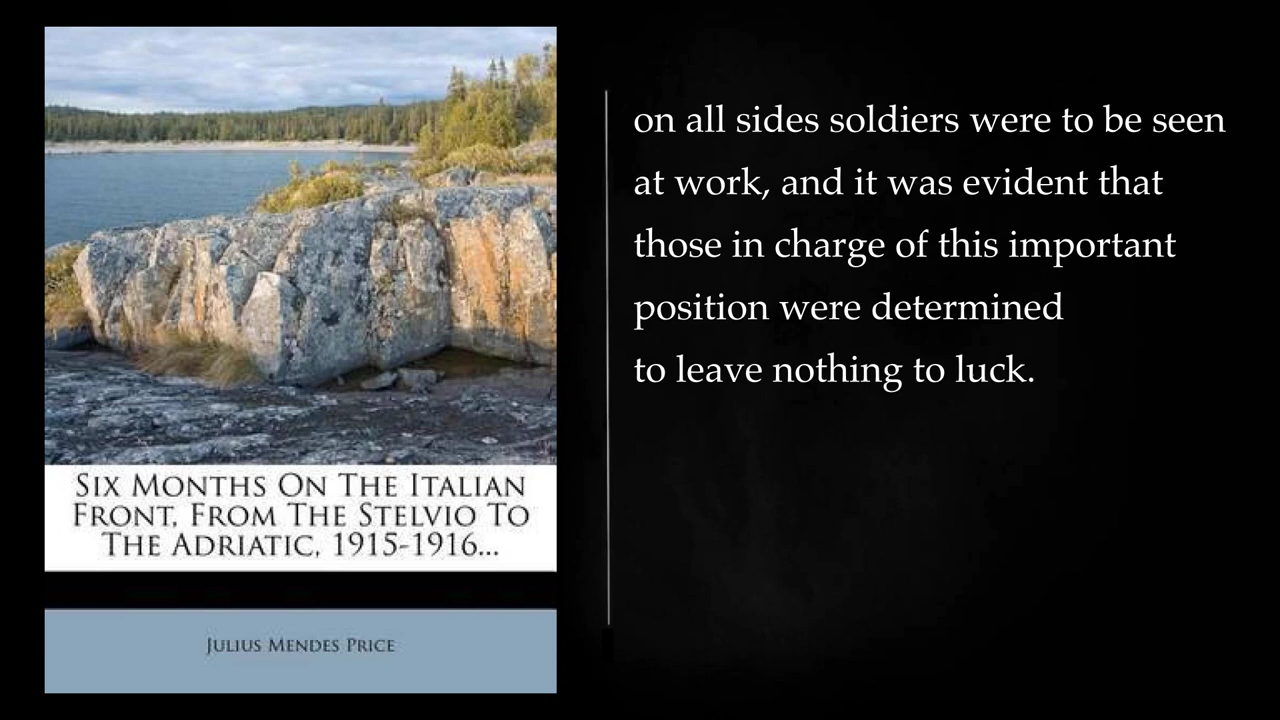 on all sides soldiers were to be seen
at work, and it was evident that
those in charge of this important
position were determined
to leave nothing to luck.
Six Months On The Italian
Front, From The Stelvio To
The Adriatic, 1915-1916...
Julius Mendes Price